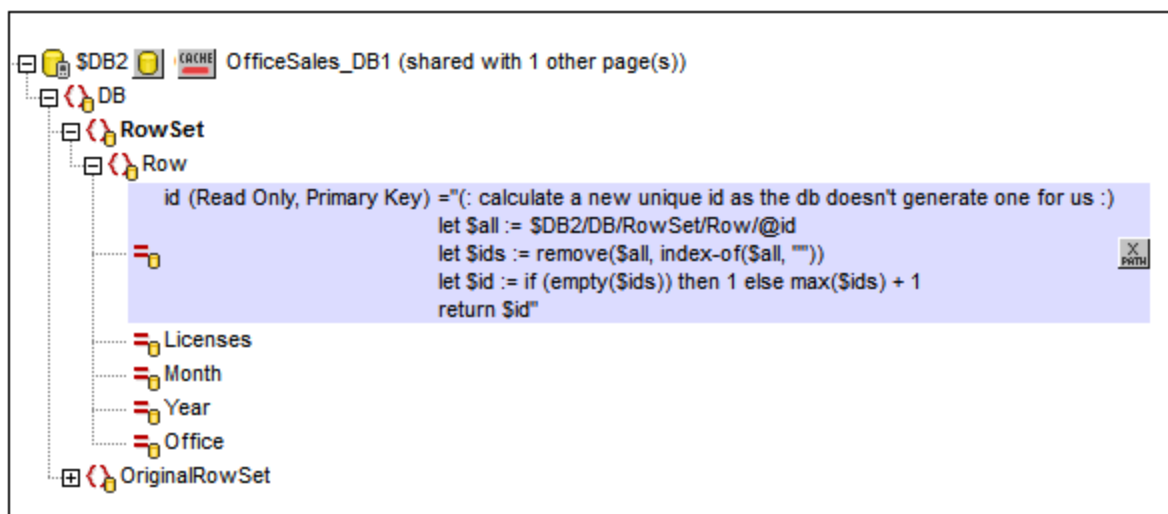 $DB2 CACHE OfficeSales_DB1 (shared with 1 other page(s))
DB
RowSet
Row
id (Read Only, Primary Key) ="(: calculate a new unique id as the db doesn't generate one for us :)
let $all := $DB2/DB/RowSet/Row/@id
let $ids := remove($all, index-of($all, ""))
let $id := if (empty($ids)) then 1 else max($ids) + 1
return $id"
X PATH
Licenses
Month
Year
Office
OriginalRowSet